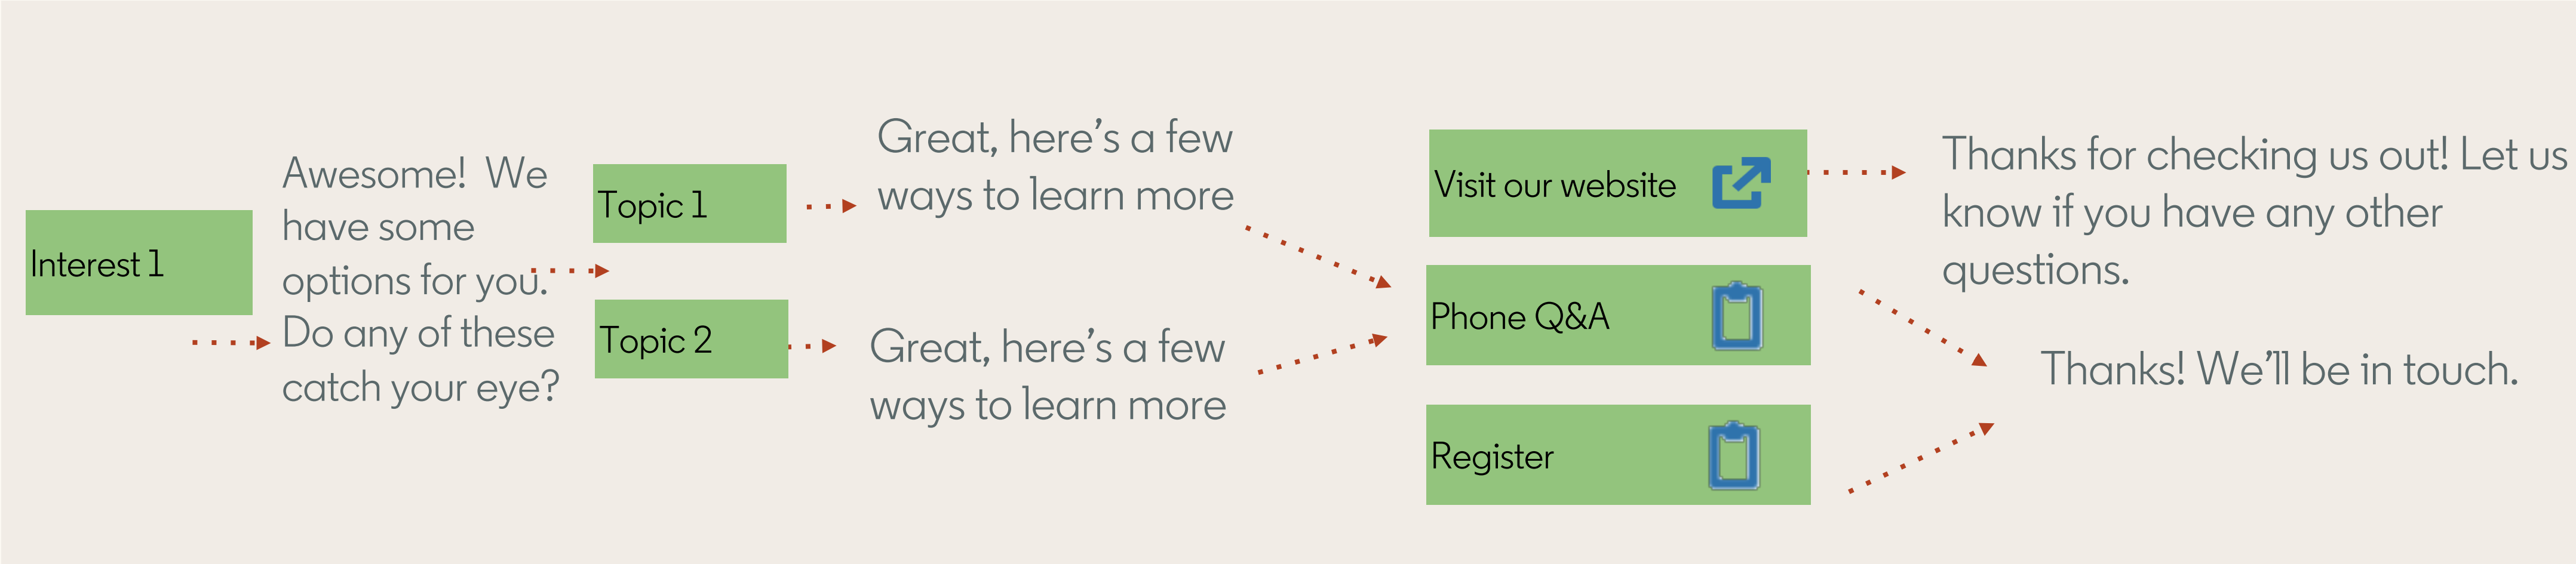 Interest 1
Awesome!  We
have some
options for you.
Do any of these
catch your eye?
Topic 1
Topic 2
Great, here’s a few
ways to learn more
Great, here’s a few
ways to learn more
Visit our website
Phone Q&A
Register
Thanks for checking us out! Let us
know if you have any other
questions.
Thanks! We’ll be in touch.